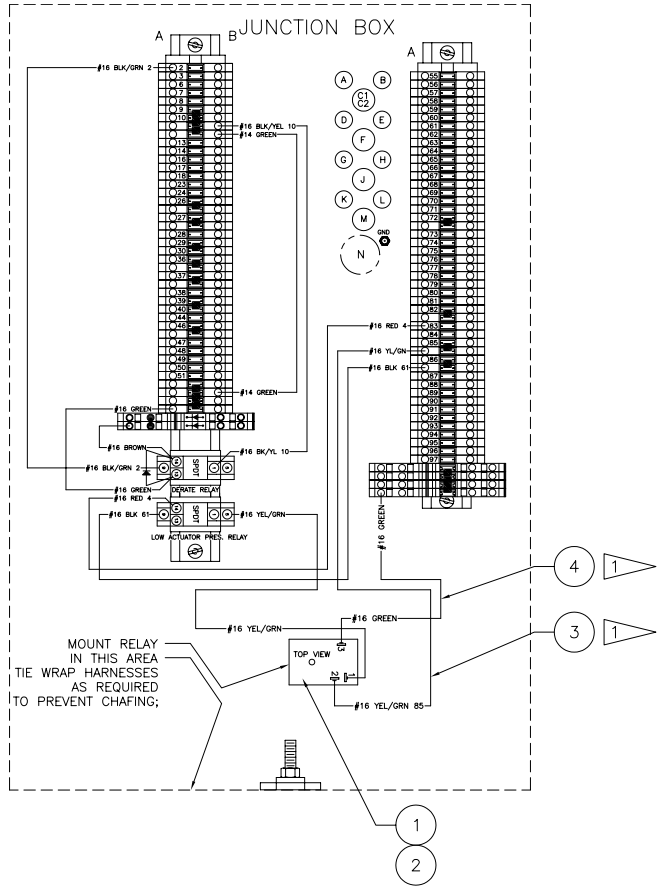 JUNCTION BOX
A
B
A
#16 BLK/GRN 2
2
3
6
7
8
9
10
#16 BLK/YEL 10
#14 GREEN
13
14
16
17
18
23
24
26
27
28
29
30
36
37
38
39
40
44
46
47
48
49
50
51
#14 GREEN
#16 GREEN
#16 BROWN
#16 BLK/GRN 2
#16 BK/YL 10
SPDT
#16 GREEN
DERATE RELAY
#16 RED 4
#16 BLK 61
SPDT
#16 YEL/GRN
LOW ACTUATOR PRES. RELAY
A
B
C1
C2
D
E
F
G
H
J
K
L
M
GND
N
55
56
57
58
59
60
61
62
63
64
65
66
67
68
69
70
71
72
73
74
75
76
77
78
79
80
81
82
#16 RED 4
83
84
85
#16 YL/GN
86
#16 BLK 61
87
88
89
90
91
92
93
94
95
96
97
#16 GREEN
4
1
#16 GREEN
#16 YEL/GRN
3
1
MOUNT RELAY
IN THIS AREA
TIE WRAP HARNESSES
AS REQUIRED
TO PREVENT CHAFING;
TOP VIEW
3
2
1
#16 YEL/GRN 85
1
2